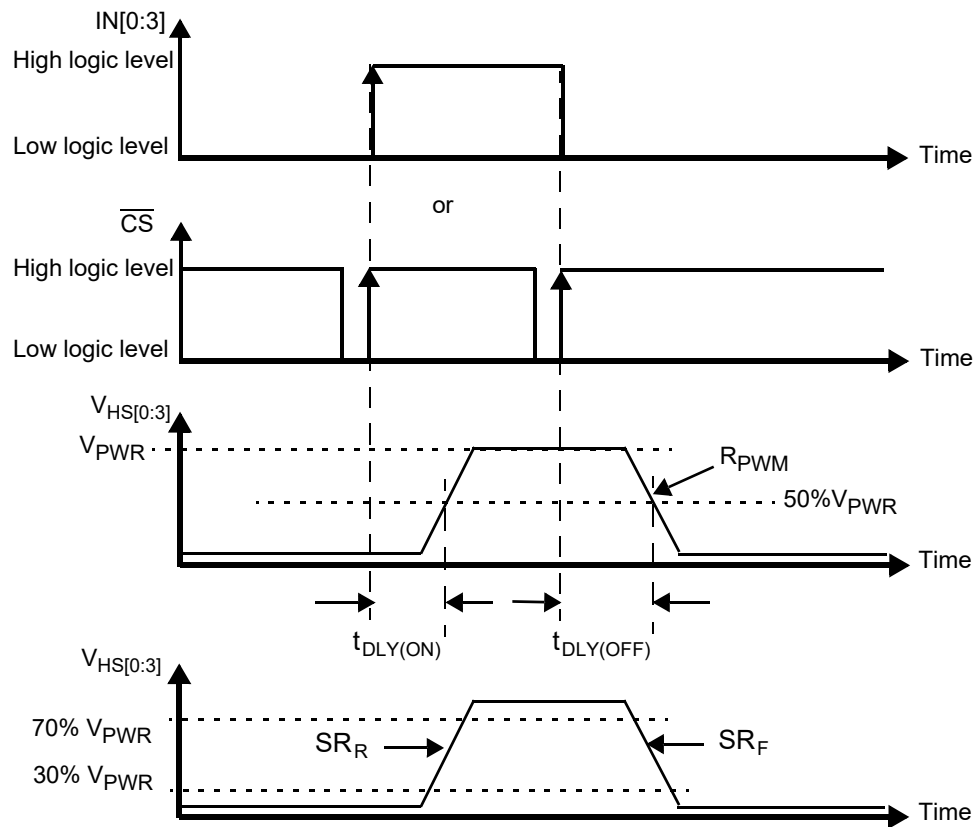 IN[0:3]
High logic level
Low logic level
Time
or
CS
High logic level
Low logic level
Time
VHS[0:3]
VPWR
RPWM
50%VPWR
Time
tDLY(ON)
tDLY(OFF)
VHS[0:3]
70% VPWR
SRR
SRF
30% VPWR
Time